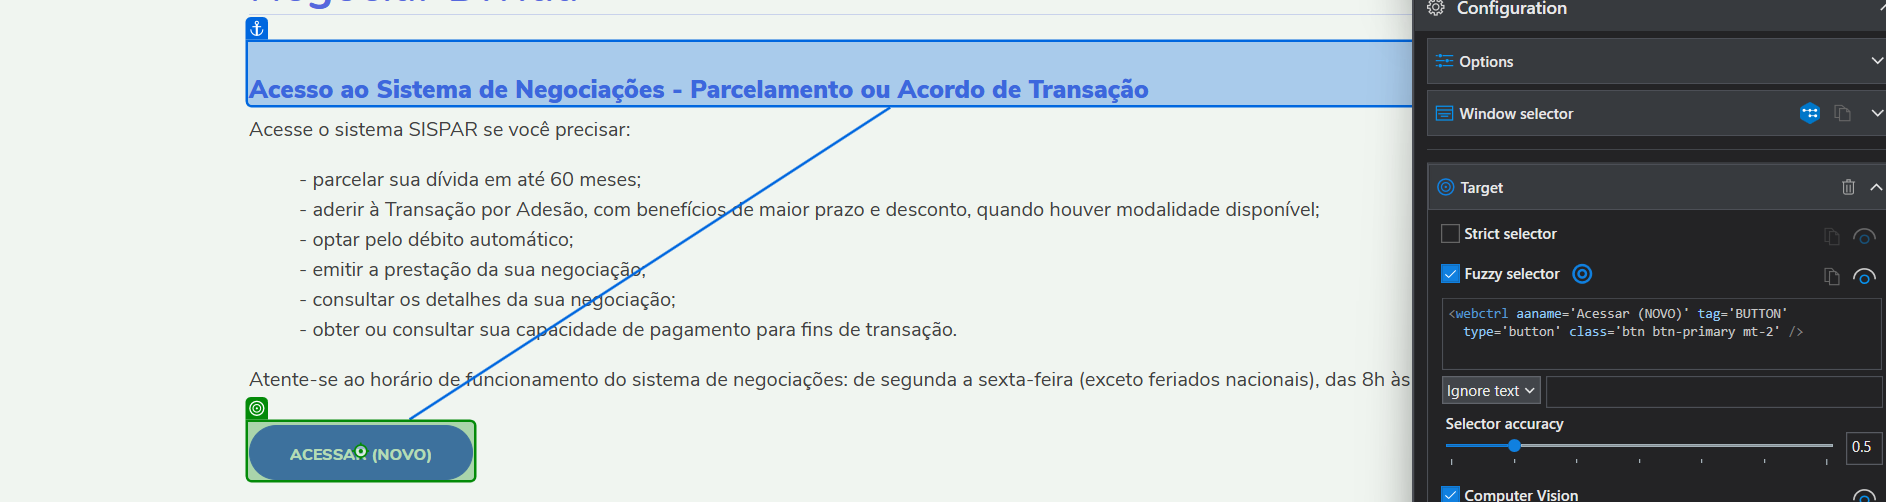 Negociar Dívida
Acesso ao Sistema de Negociações - Parcelamento ou Acordo de Transação
Acesse o sistema SISPAR se você precisar:
- parcelar sua dívida em até 60 meses;
- aderir à Transação por Adesão, com benefícios de maior prazo e desconto, quando houver modalidade disponível;
- optar pelo débito automático;
- emitir a prestação da sua negociação;
- consultar os detalhes da sua negociação;
- obter ou consultar sua capacidade de pagamento para fins de transação.
Atente-se ao horário de funcionamento do sistema de negociações: de segunda a sexta-feira (exceto feriados nacionais), das 8h às
ACESSAR (NOVO)
Configuration
Options
Window selector
Target
Strict selector
Fuzzy selector
<webctrl aaname='Acessar (NOVO)' tag='BUTTON'
type='button' class='btn btn-primary mt-2' />
Ignore text
Selector accuracy
0.5
Computer Vision